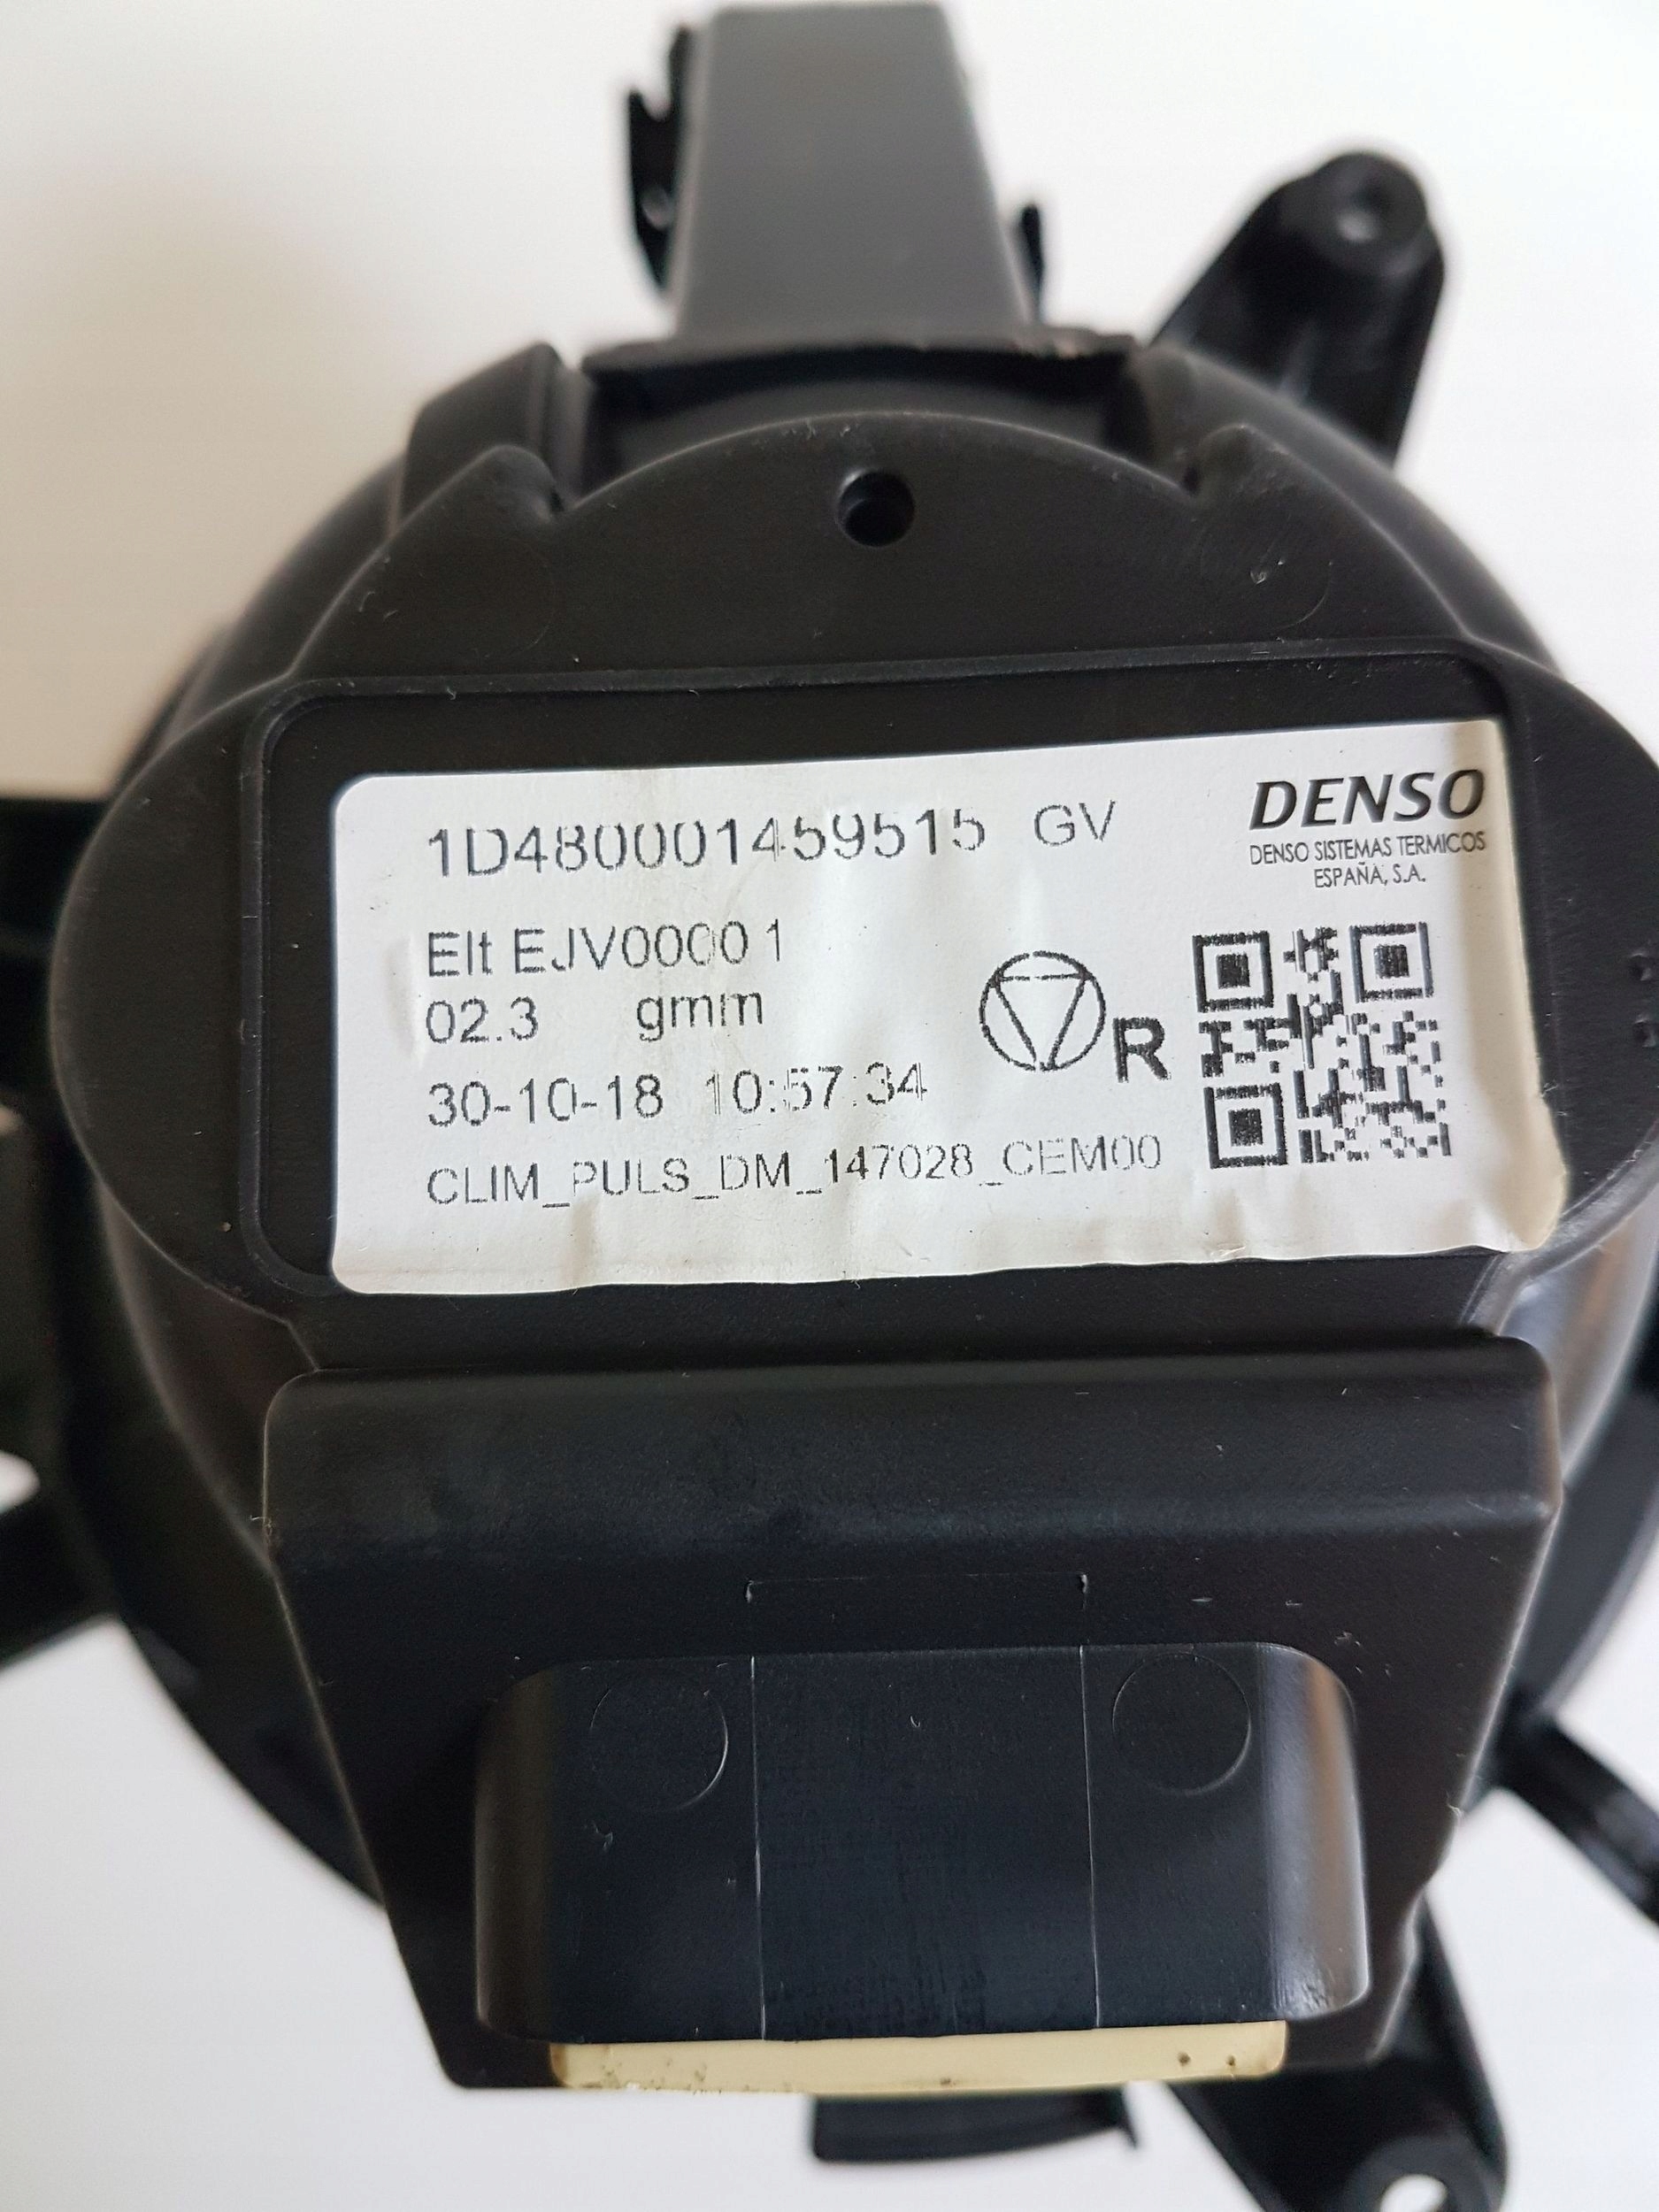 1D480001459515 GV
DENSO
DENSO SISTEMAS TERMICOS
ESPAÑA, S.A.
Elt EJV00001
02.3 gmm
R
30-10-18 10:57:34
CLIM_PULS_DM_147028_CEM00